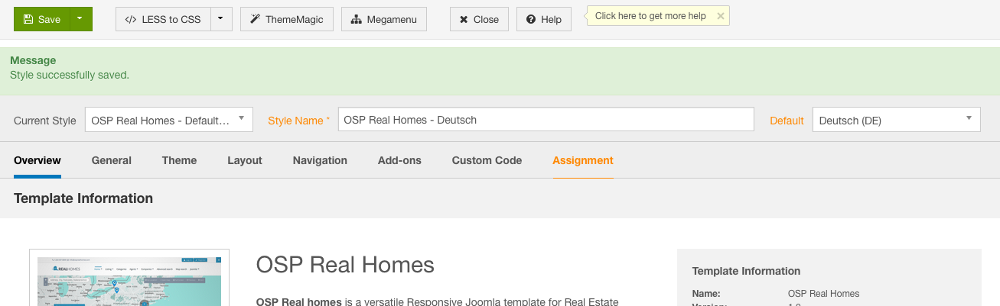 Save LESS to CSS ThemeMagic Megamenu Close Help Click here to get more help
Message
Style successfully saved.
Current Style OSP Real Homes - Default... Style Name * OSP Real Homes - Deutsch Default Deutsch (DE)
Overview General Theme Layout Navigation Add-ons Custom Code Assignment
Template Information
REALHOMES
OSP Real Homes
Template Information
Name: OSP Real Homes
OSP Real homes is a versatile Responsive Joomla template for Real Estate
Version: 1.0